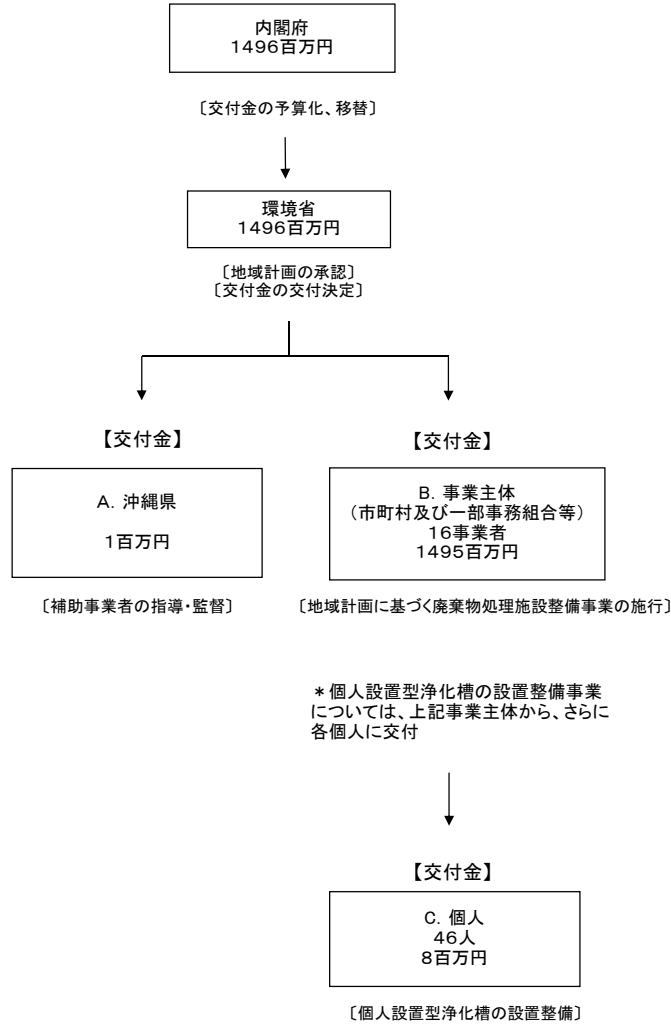 内閣府
1496百万円
〔交付金の予算化、移替〕
環境省
1496百万円
〔地域計画の承認〕
〔交付金の交付決定〕
【交付金】
A. 沖縄県
1百万円
〔補助事業者の指導・監督〕
【交付金】
B. 事業主体
（市町村及び一部事務組合等）
16事業者
1495百万円
〔地域計画に基づく廃棄物処理施設整備事業の施行〕
＊個人設置型浄化槽の設置整備事業
については、上記事業主体から、さらに
各個人に交付
【交付金】
C. 個人
46人
8百万円
〔個人設置型浄化槽の設置整備〕